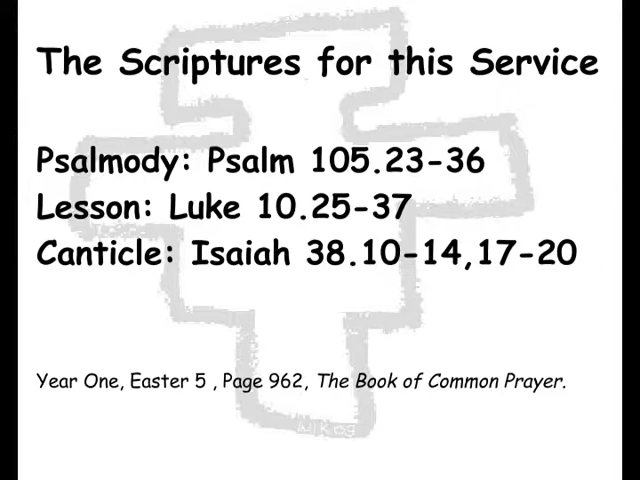 The Scriptures for this Service
Psalmody: Psalm 105.23-36
Lesson: Luke 10.25-37
Canticle: Isaiah 38.10-14,17-20
Year One, Easter 5 , Page 962, The Book of Common Prayer.